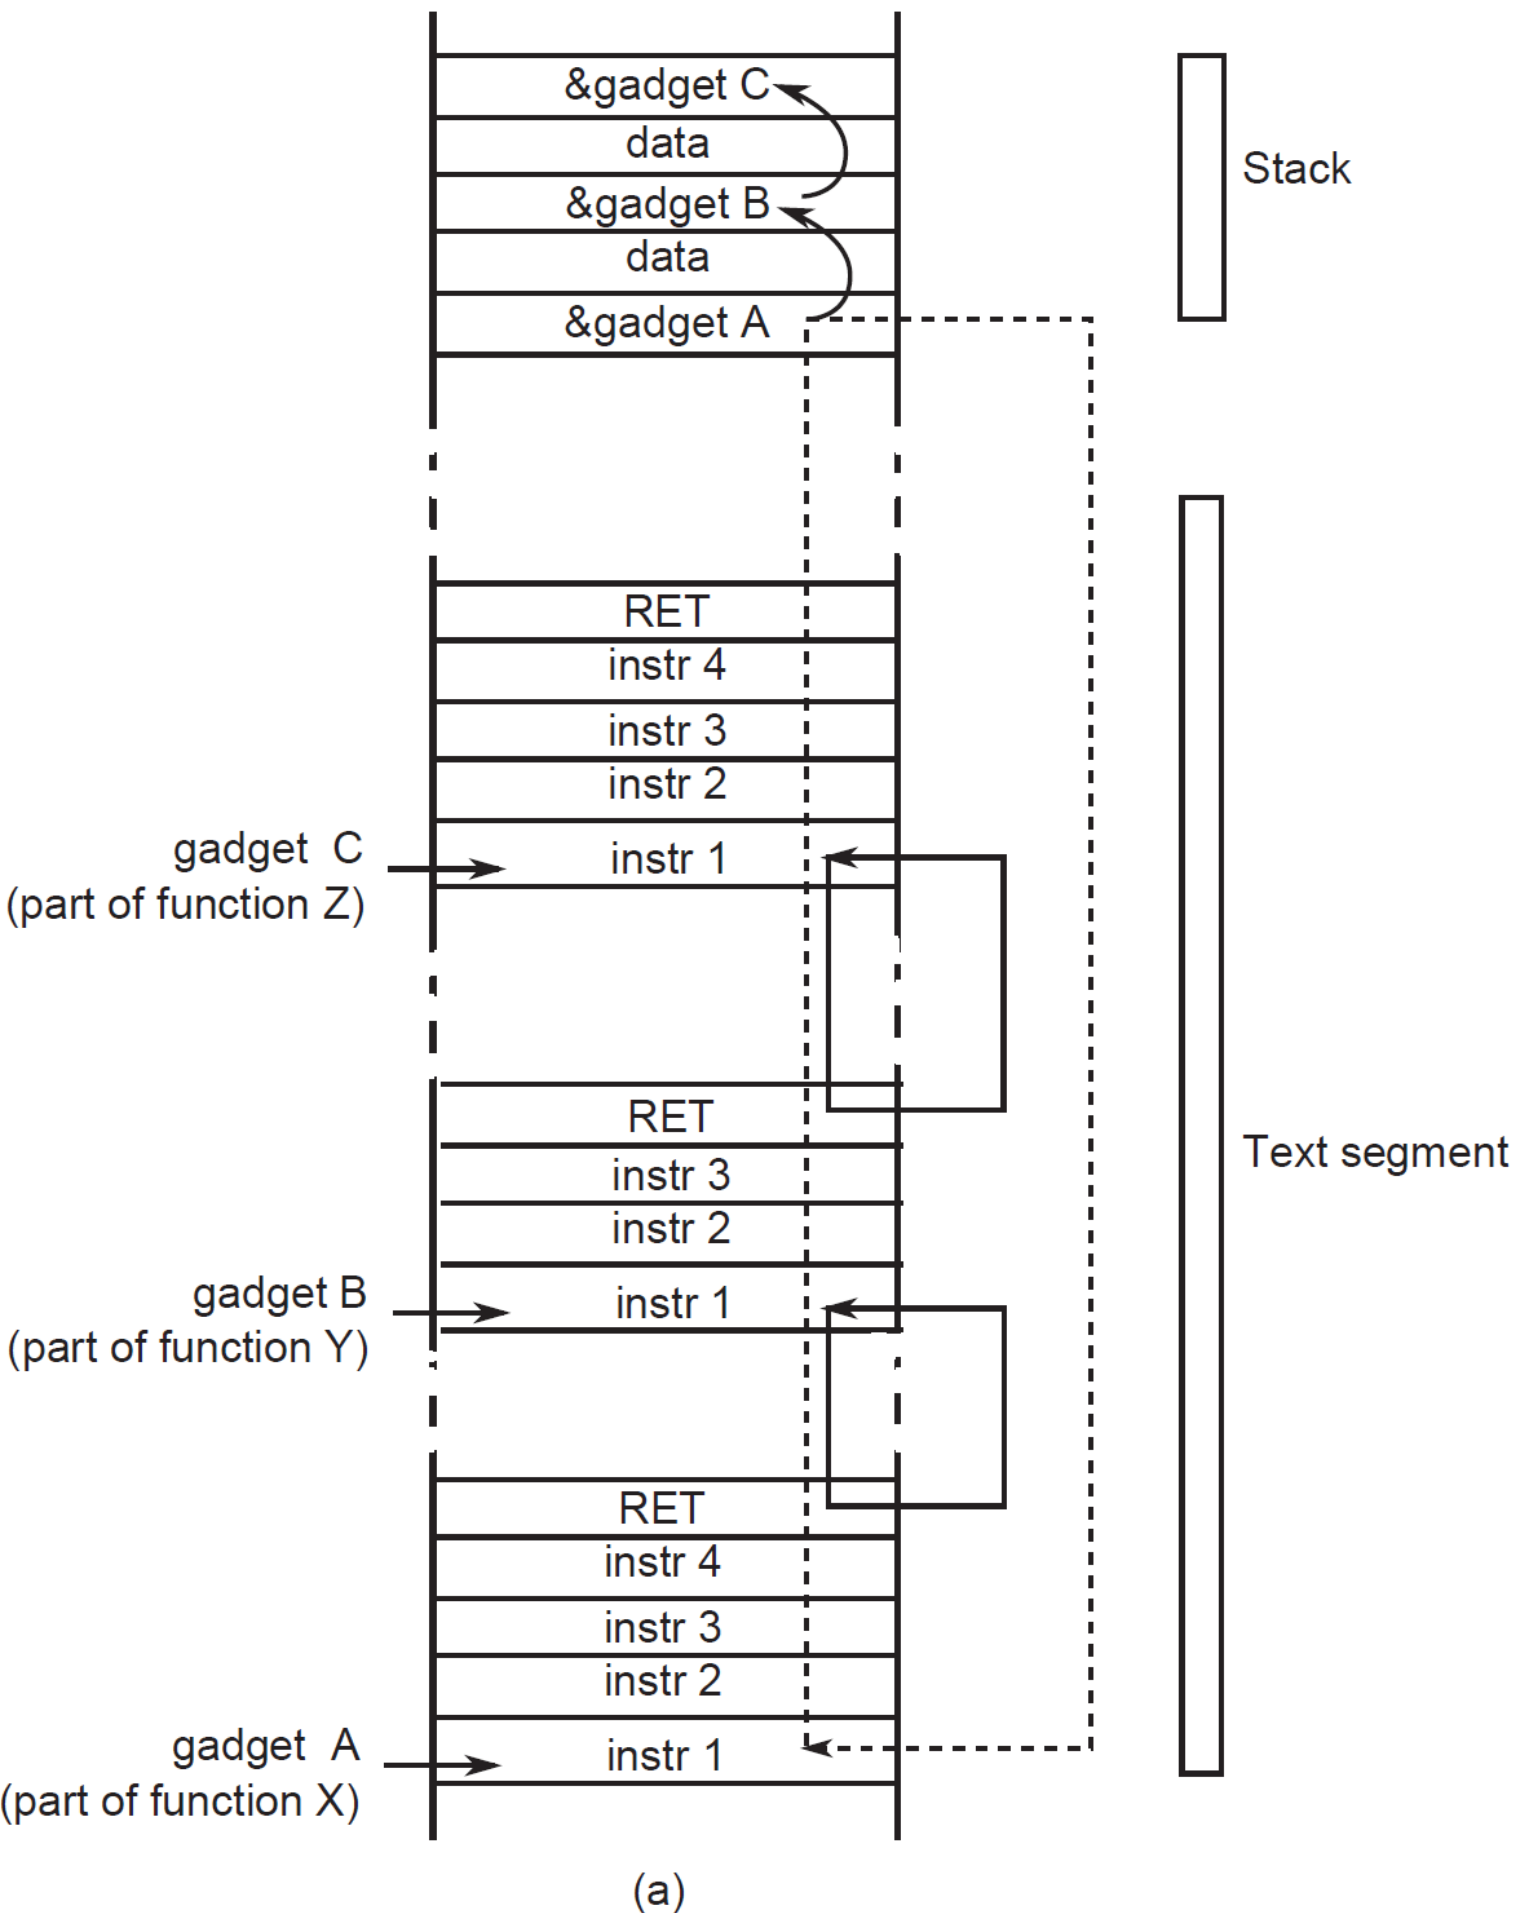 &gadget C
data
Stack
&gadget B
data
&gadget A
RET
instr 4
instr 3
instr 2
gadget C
instr 1
(part of function Z)
RET
Text segment
instr 3
instr 2
gadget B
instr 1
(part of function Y)
RET
instr 4
instr 3
instr 2
gadget A
instr 1
(part of function X)
(a)